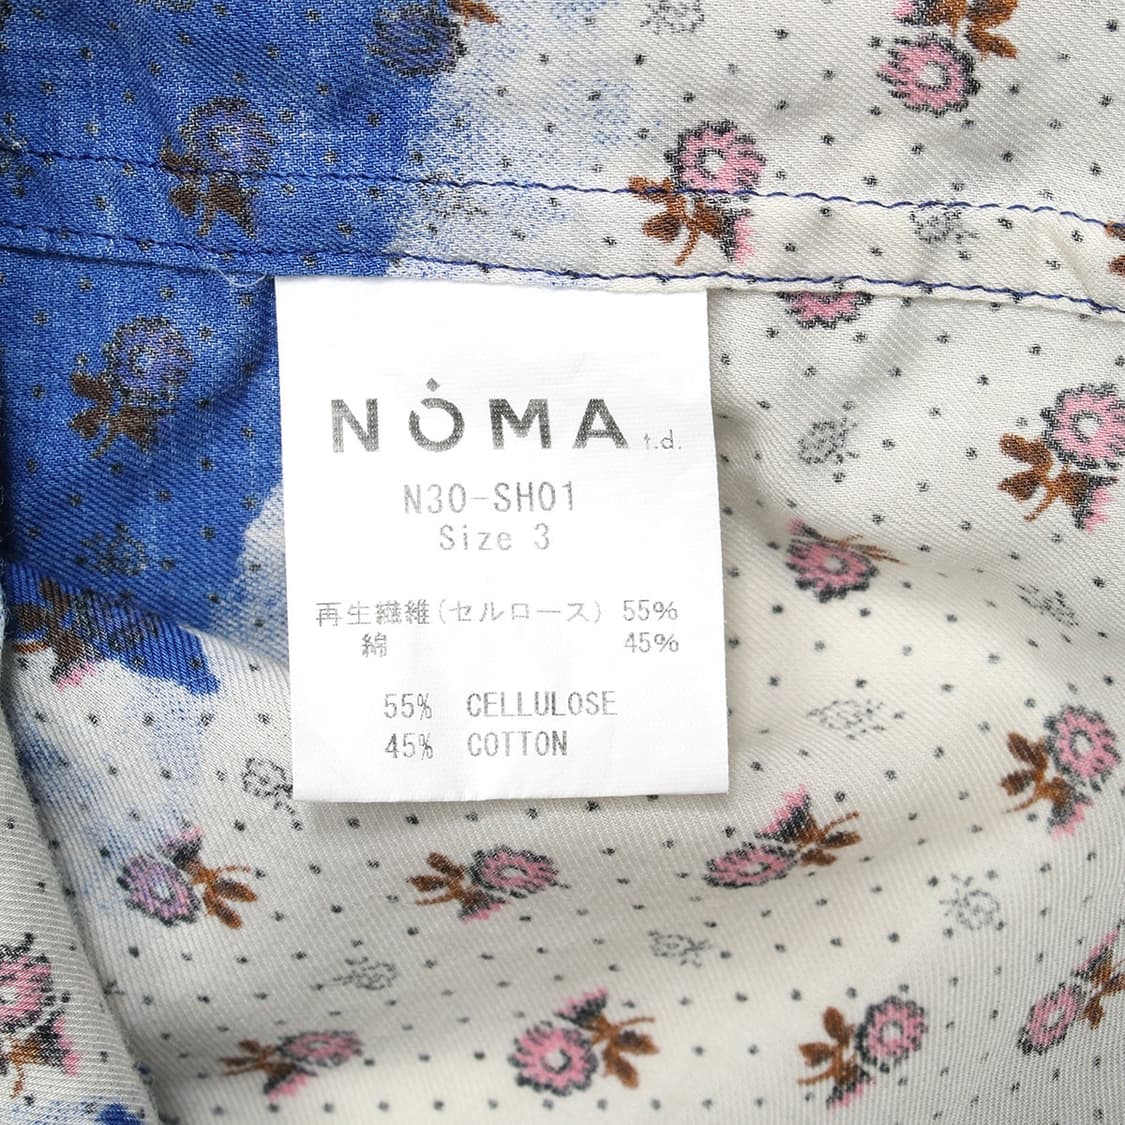 NOMA t.d.
N30-SH01
Size 3
再生繊維(セルロース) 55%
綿 45%
55% CELLULOSE
45% COTTON